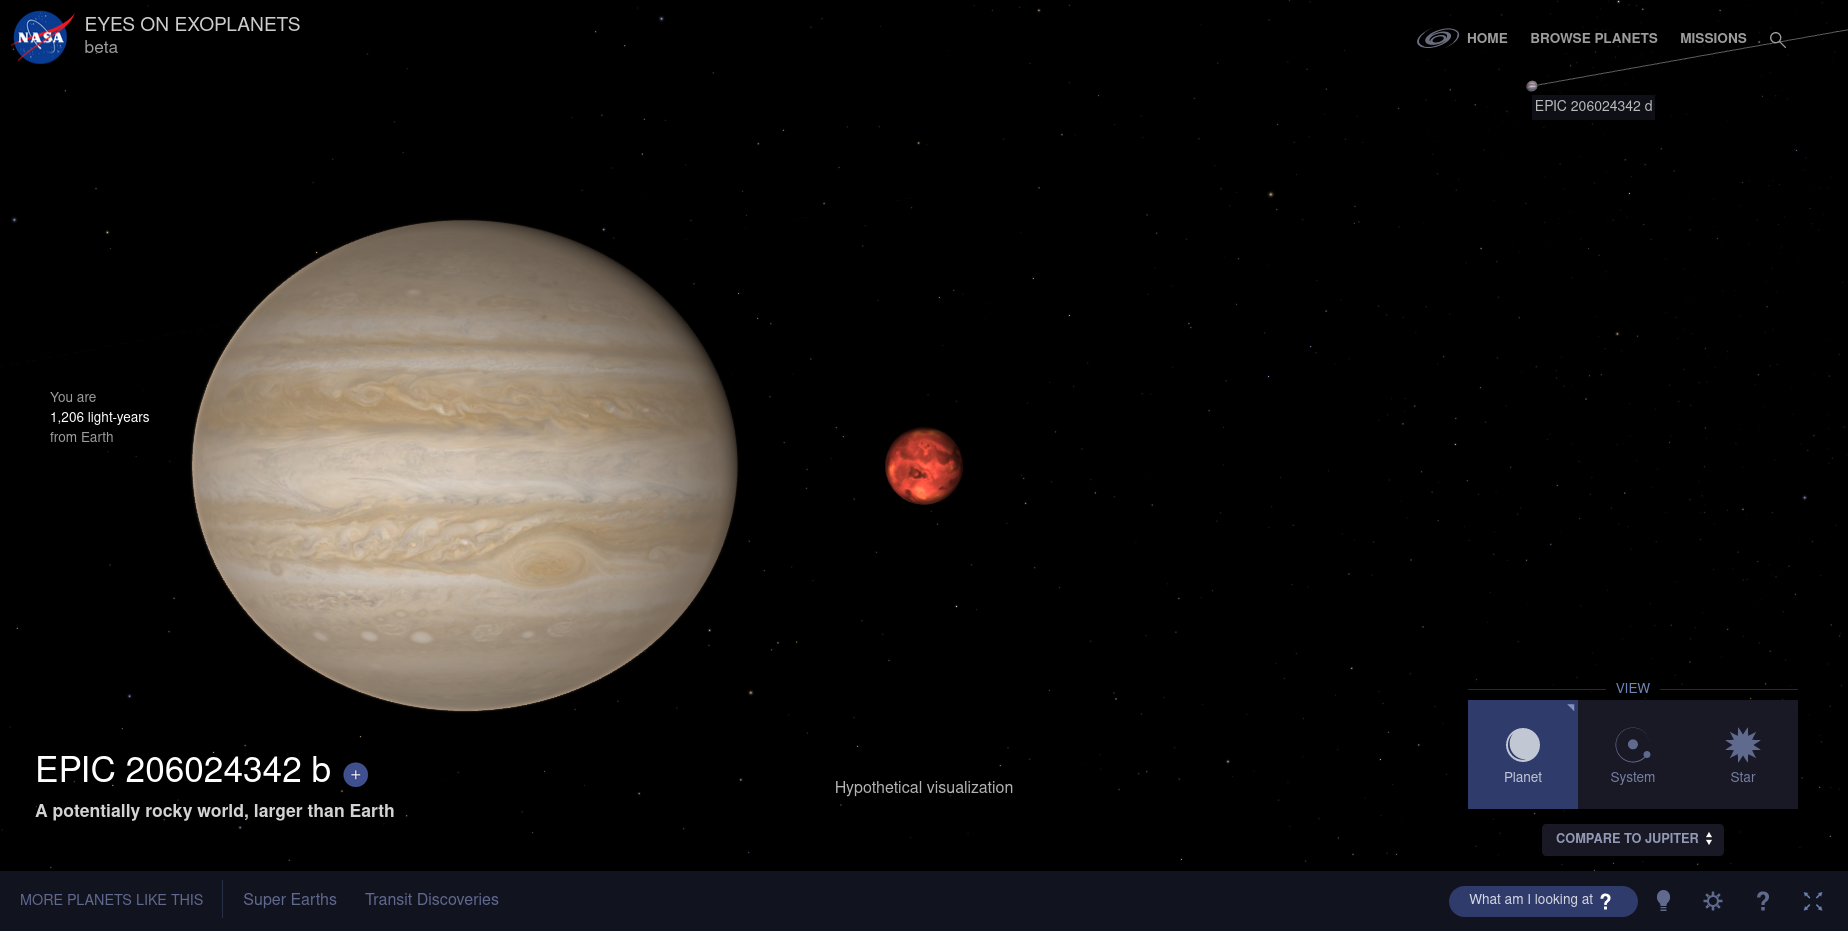 NASA
EYES ON EXOPLANETS
beta
HOME
BROWSE PLANETS
MISSIONS
EPIC 206024342 d
You are
1,206 light-years
from Earth
EPIC 206024342 b +
A potentially rocky world, larger than Earth
Hypothetical visualization
VIEW
Planet
System
Star
COMPARE TO JUPITER
MORE PLANETS LIKE THIS
Super Earths
Transit Discoveries
What am I looking at ?
?